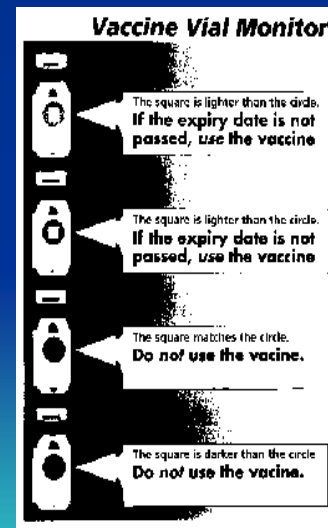 Vaccine Vial Monitor
The square is lighter than the circle.
If the expiry date is not
passed, use the vaccine
The square is lighter than the circle.
If the expiry date is not
passed, use the vaccine
The square matches the circle.
Do not use the vacine.
The square is darker than the circle
Do not use the vacine.